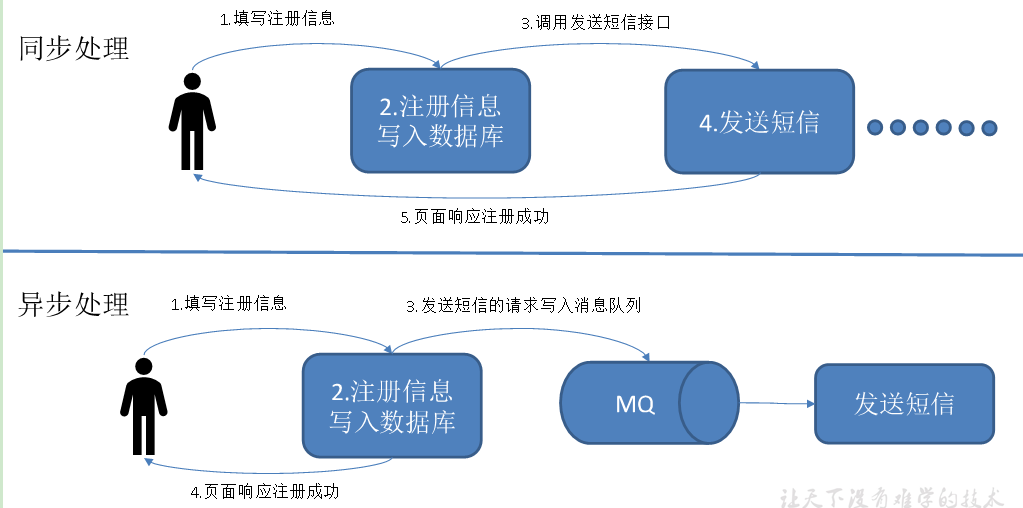 同步处理
1.填写注册信息
3.调用发送短信接口
2.注册信息
写入数据库
4.发送短信
5.页面响应注册成功
异步处理
1.填写注册信息
3.发送短信的请求写入消息队列
2.注册信息
写入数据库
MQ
发送短信
4.页面响应注册成功
让天下没有难学的技术